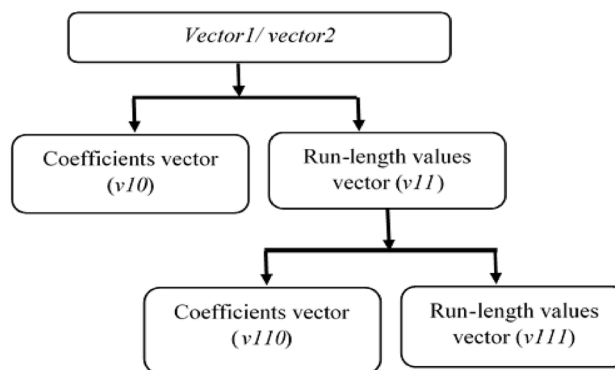 Vector1/ vector2
Coefficients vector
(v10)
Run-length values
vector (v11)
Coefficients vector
(v110)
Run-length values
vector (v111)